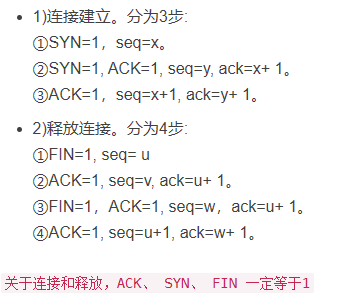 • 1)连接建立。分为3步:
①SYN=1，seq=x。
②SYN=1, ACK=1, seq=y, ack=x+ 1。
③ACK=1，seq=x+1, ack=y+ 1。
• 2)释放连接。分为4步:
①FIN=1, seq= u
②ACK=1, seq=v, ack=u+ 1。
③FIN=1，ACK=1, seq=w，ack=u+ 1。
④ACK=1, seq=u+1, ack=w+ 1。
关于连接和释放，ACK、 SYN、 FIN 一定等于1